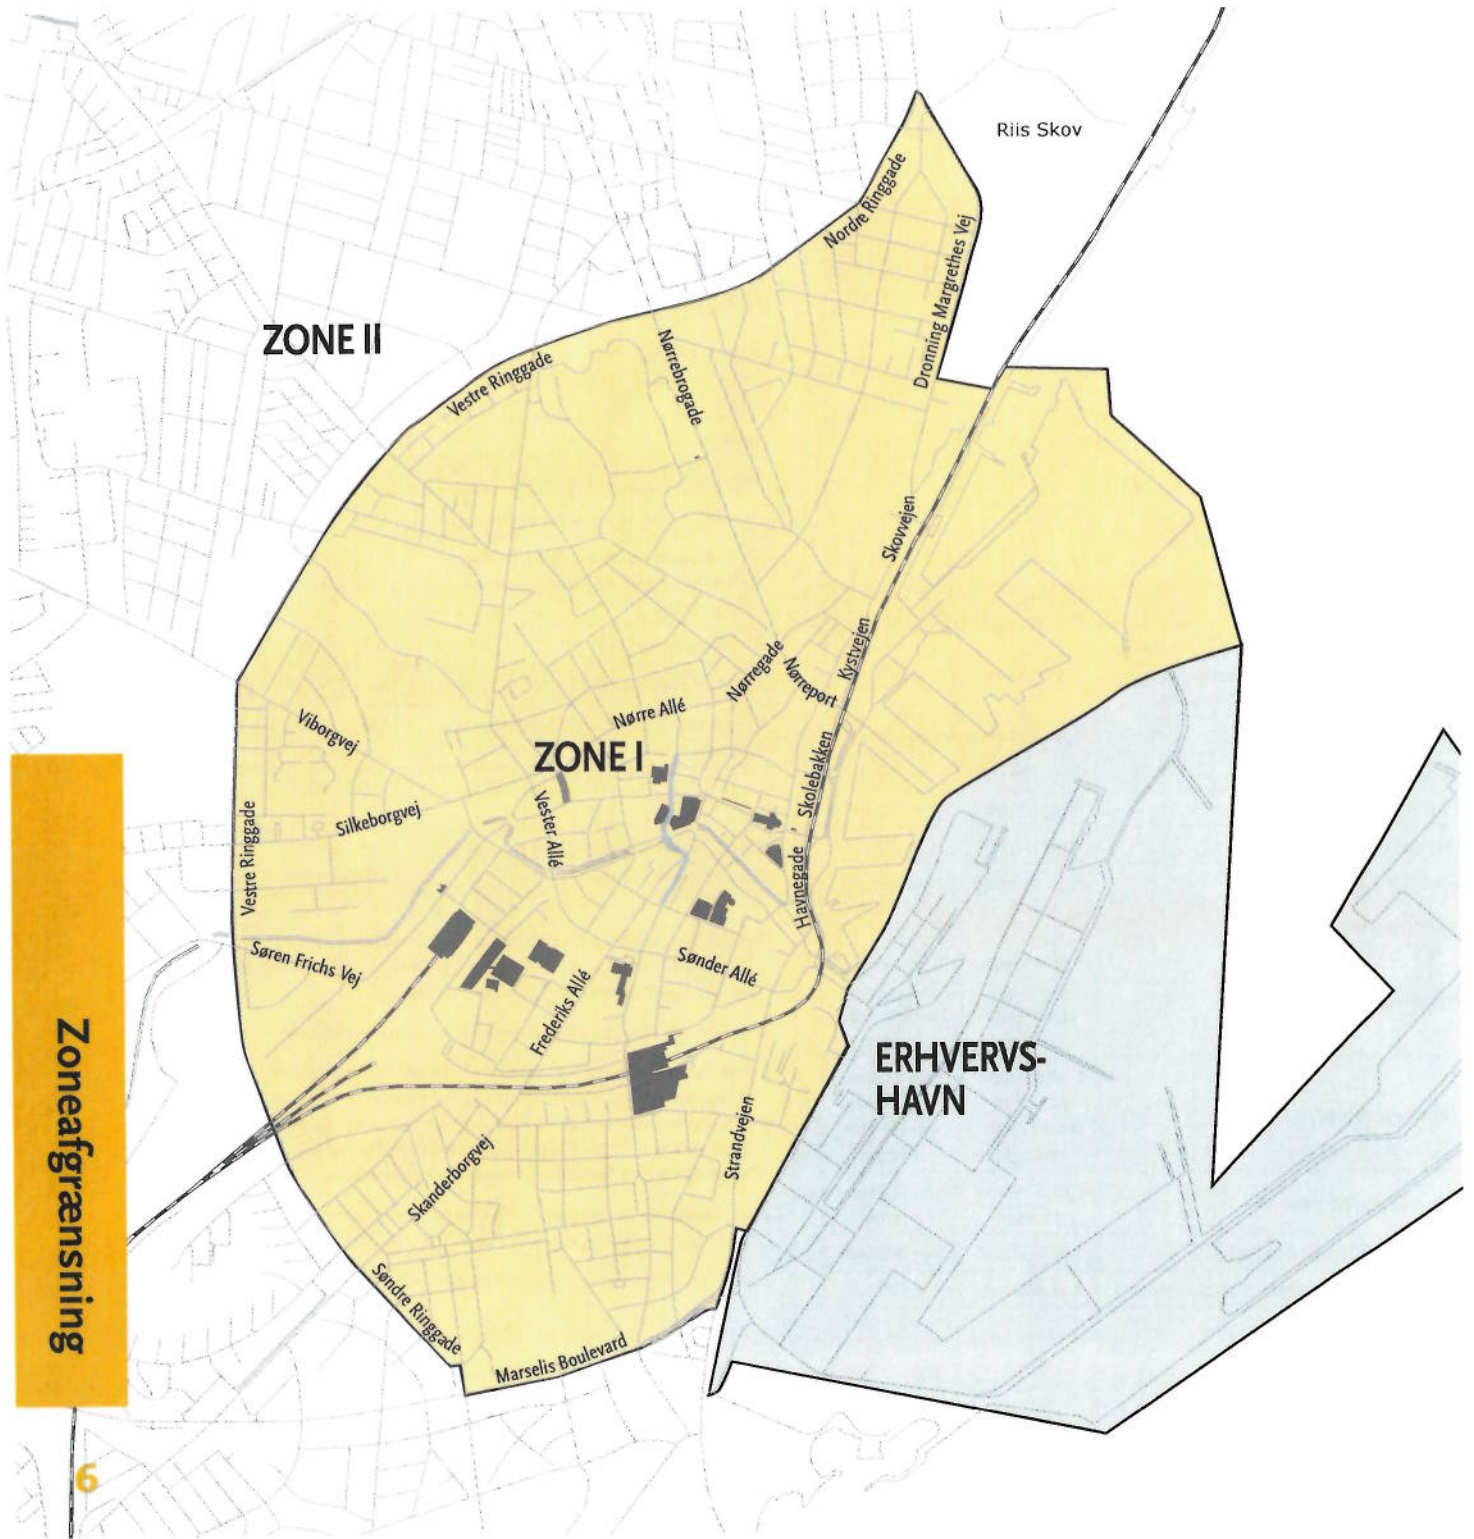 Riis Skov
Nordre Ringgade
Dronning Margrethes Vej
ZONE II
Vestre Ringgade
Nørrebrogade
Skovvejen
Kystvejen
Nørregade
Nørreport
Nørre Allé
Viborgvej
ZONE I
Skolebakken
Silkeborgvej
Vester Allé
Vestre Ringgade
Havnegade
Søren Frichs Vej
Sønder Allé
Frederiks Allé
ERHVERVS-
HAVN
Strandvejen
Skanderborgvej
Søndre Ringgade
Marselis Boulevard
Zoneafgrænsning
6